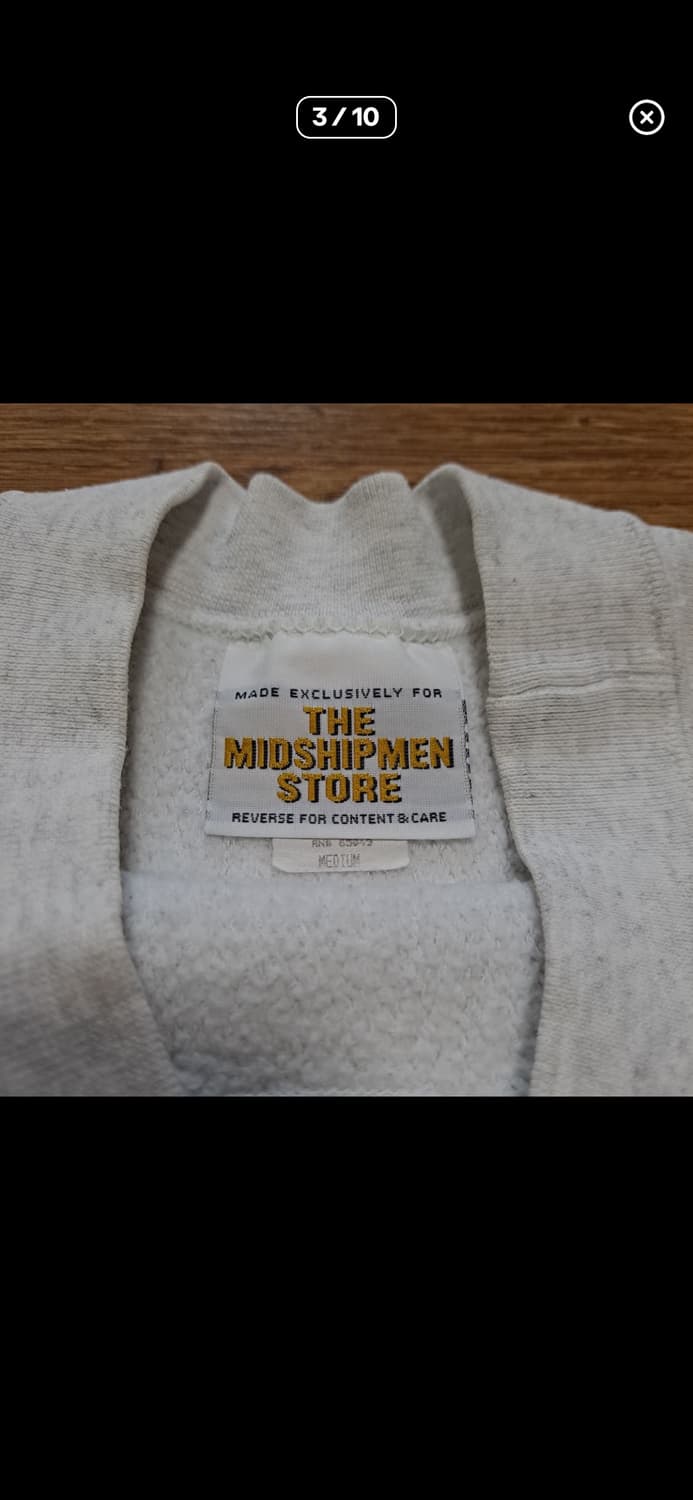 3/10
MADE EXCLUSIVELY FOR
THE
MIDSHIPMEN
STORE
REVERSE FOR CONTENT & CARE
MEDIUM